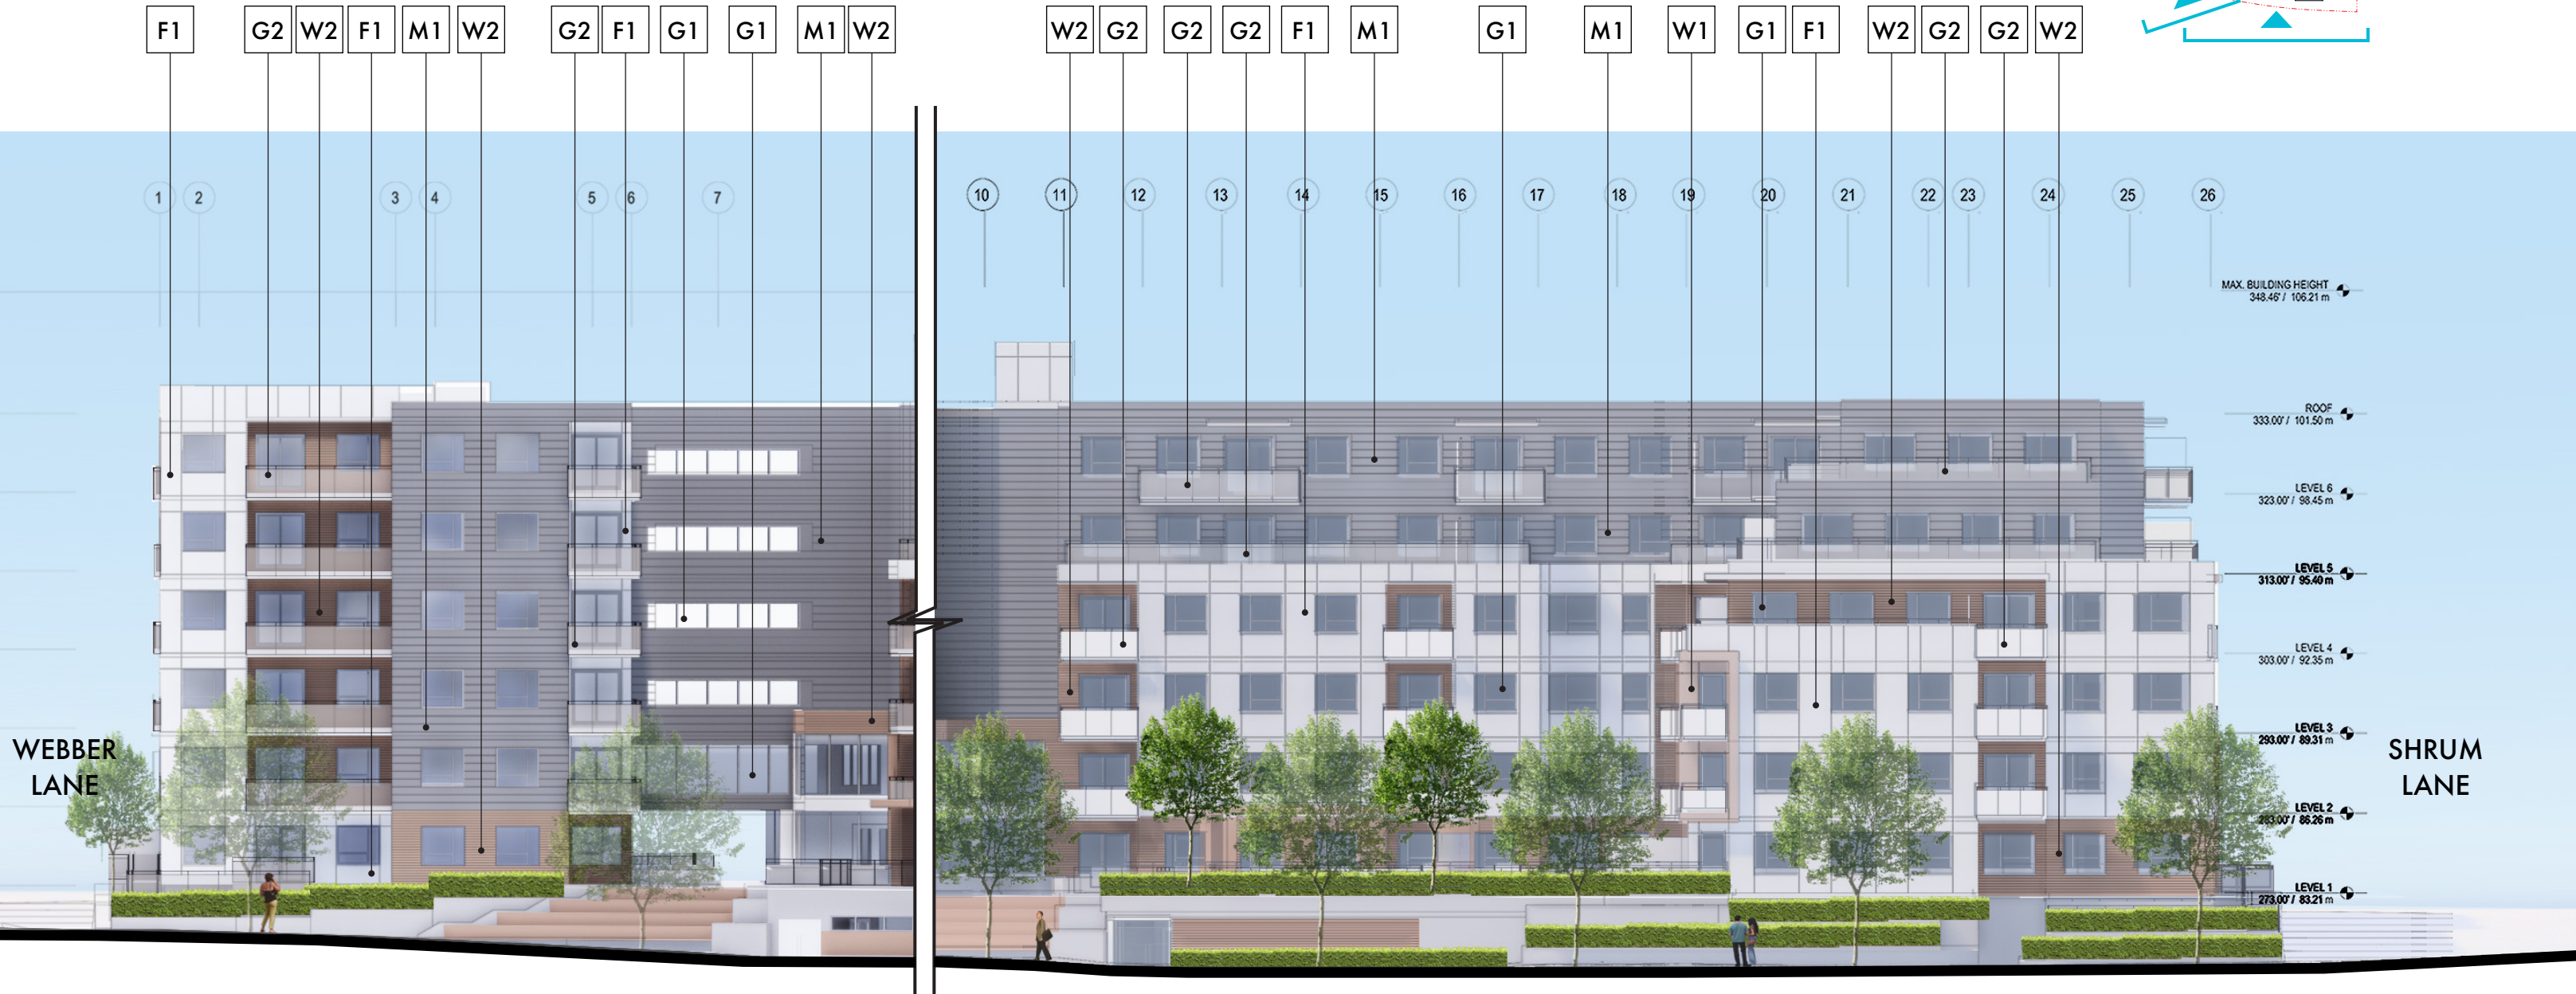 F1 G2 W2 F1 M1 W2 G2 F1 G1 G1 M1 W2 W2 G2 G2 G2 F1 M1 G1 M1 W1 G1 F1 W2 G2 G2 W2
1 2 3 4 5 6 7 10 11 12 13 14 15 16 17 18 19 20 21 22 23 24 25 26
MAX. BUILDING HEIGHT
348.46' / 106.21 m
ROOF
333.00' / 101.50 m
LEVEL 6
323.00' / 98.45 m
LEVEL 5
313.00' / 95.40 m
LEVEL 4
303.00' / 92.35 m
LEVEL 3
293.00' / 89.31 m
LEVEL 2
283.00' / 86.26 m
LEVEL 1
273.00' / 83.21 m
WEBBER
LANE
SHRUM
LANE